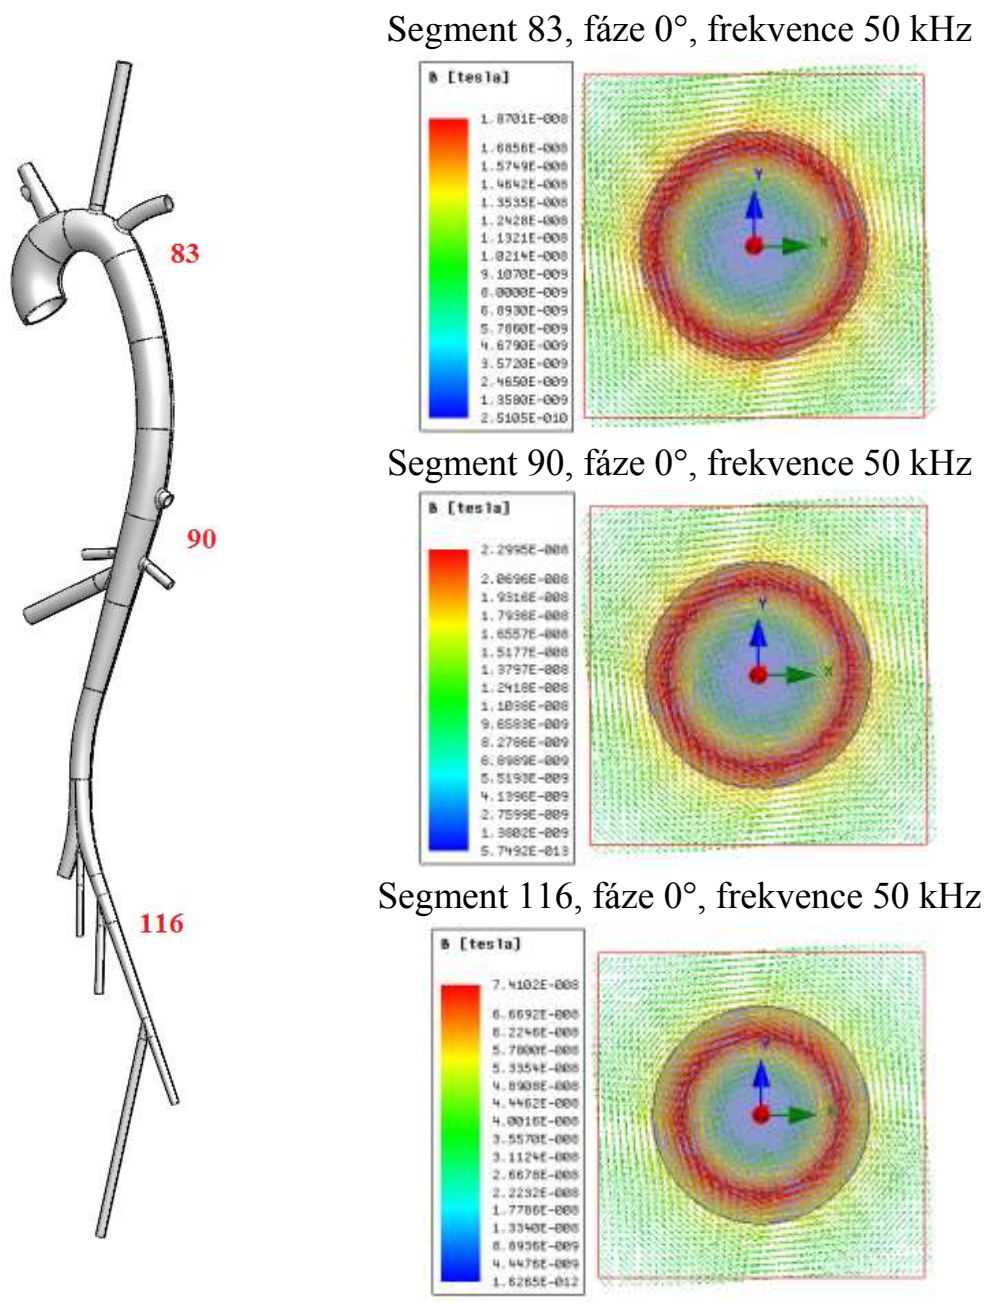 Segment 83, fáze 0°, frekvence 50 kHz
B [tesla]
1.8701E-008
1.6856E-008
1.5749E-008
1.4642E-008
1.3535E-008
1.2428E-008
1.1321E-008
1.0214E-008
9.1070E-009
8.0000E-009
6.8930E-009
5.7860E-009
4.6790E-009
3.5720E-009
2.4650E-009
1.3580E-009
2.5105E-010
Y
X
83
Segment 90, fáze 0°, frekvence 50 kHz
B [tesla]
2.2995E-008
2.0696E-008
1.9316E-008
1.7936E-008
1.6557E-008
1.5177E-008
1.3797E-008
1.2418E-008
1.1038E-008
9.6583E-009
8.2786E-009
6.8989E-009
5.5193E-009
4.1396E-009
2.7599E-009
1.3802E-009
5.7492E-013
Y
X
90
Segment 116, fáze 0°, frekvence 50 kHz
B [tesla]
7.4102E-008
6.6692E-008
6.2246E-008
5.7800E-008
5.3354E-008
4.8908E-008
4.4462E-008
4.0016E-008
3.5570E-008
3.1124E-008
2.6678E-008
2.2232E-008
1.7786E-008
1.3340E-008
8.8936E-009
4.4476E-009
1.6265E-012
Y
X
116